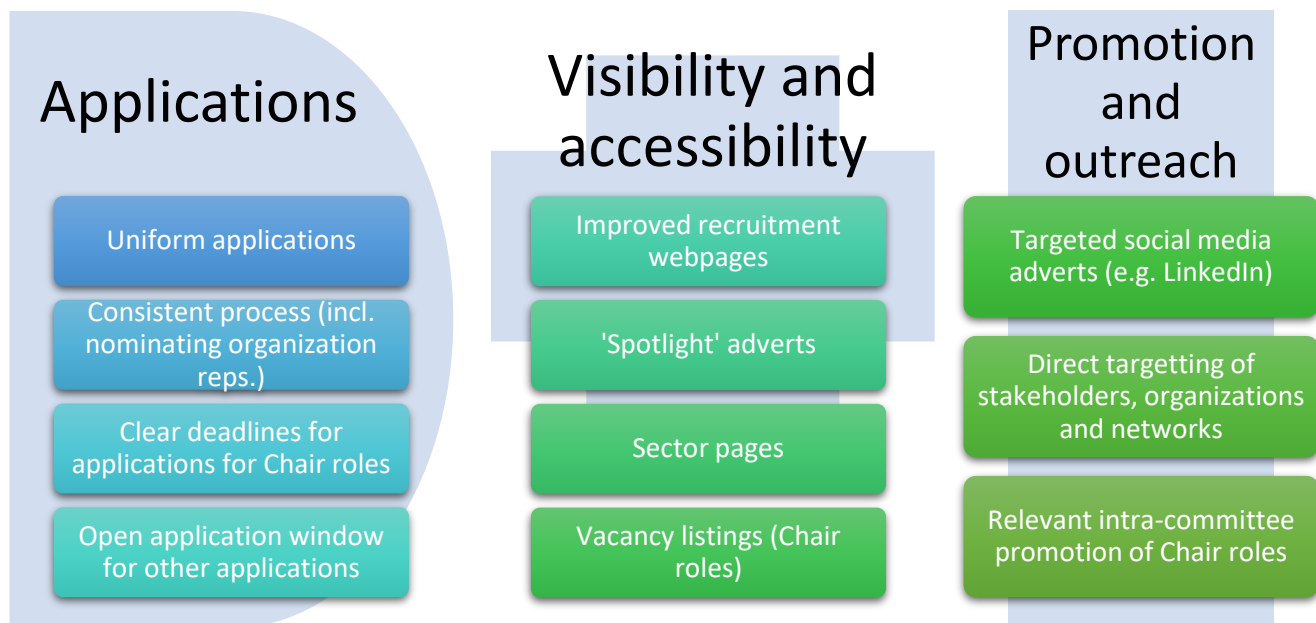 Applications
Uniform applications
Consistent process (incl.
nominating organization
reps.)
Clear deadlines for
applications for Chair roles
Open application window
for other applications
Visibility and
accessibility
Improved recruitment
webpages
'Spotlight' adverts
Sector pages
Vacancy listings (Chair
roles)
Promotion
and
outreach
Targeted social media
adverts (e.g. LinkedIn)
Direct targetting of
stakeholders, organizations
and networks
Relevant intra-committee
promotion of Chair roles